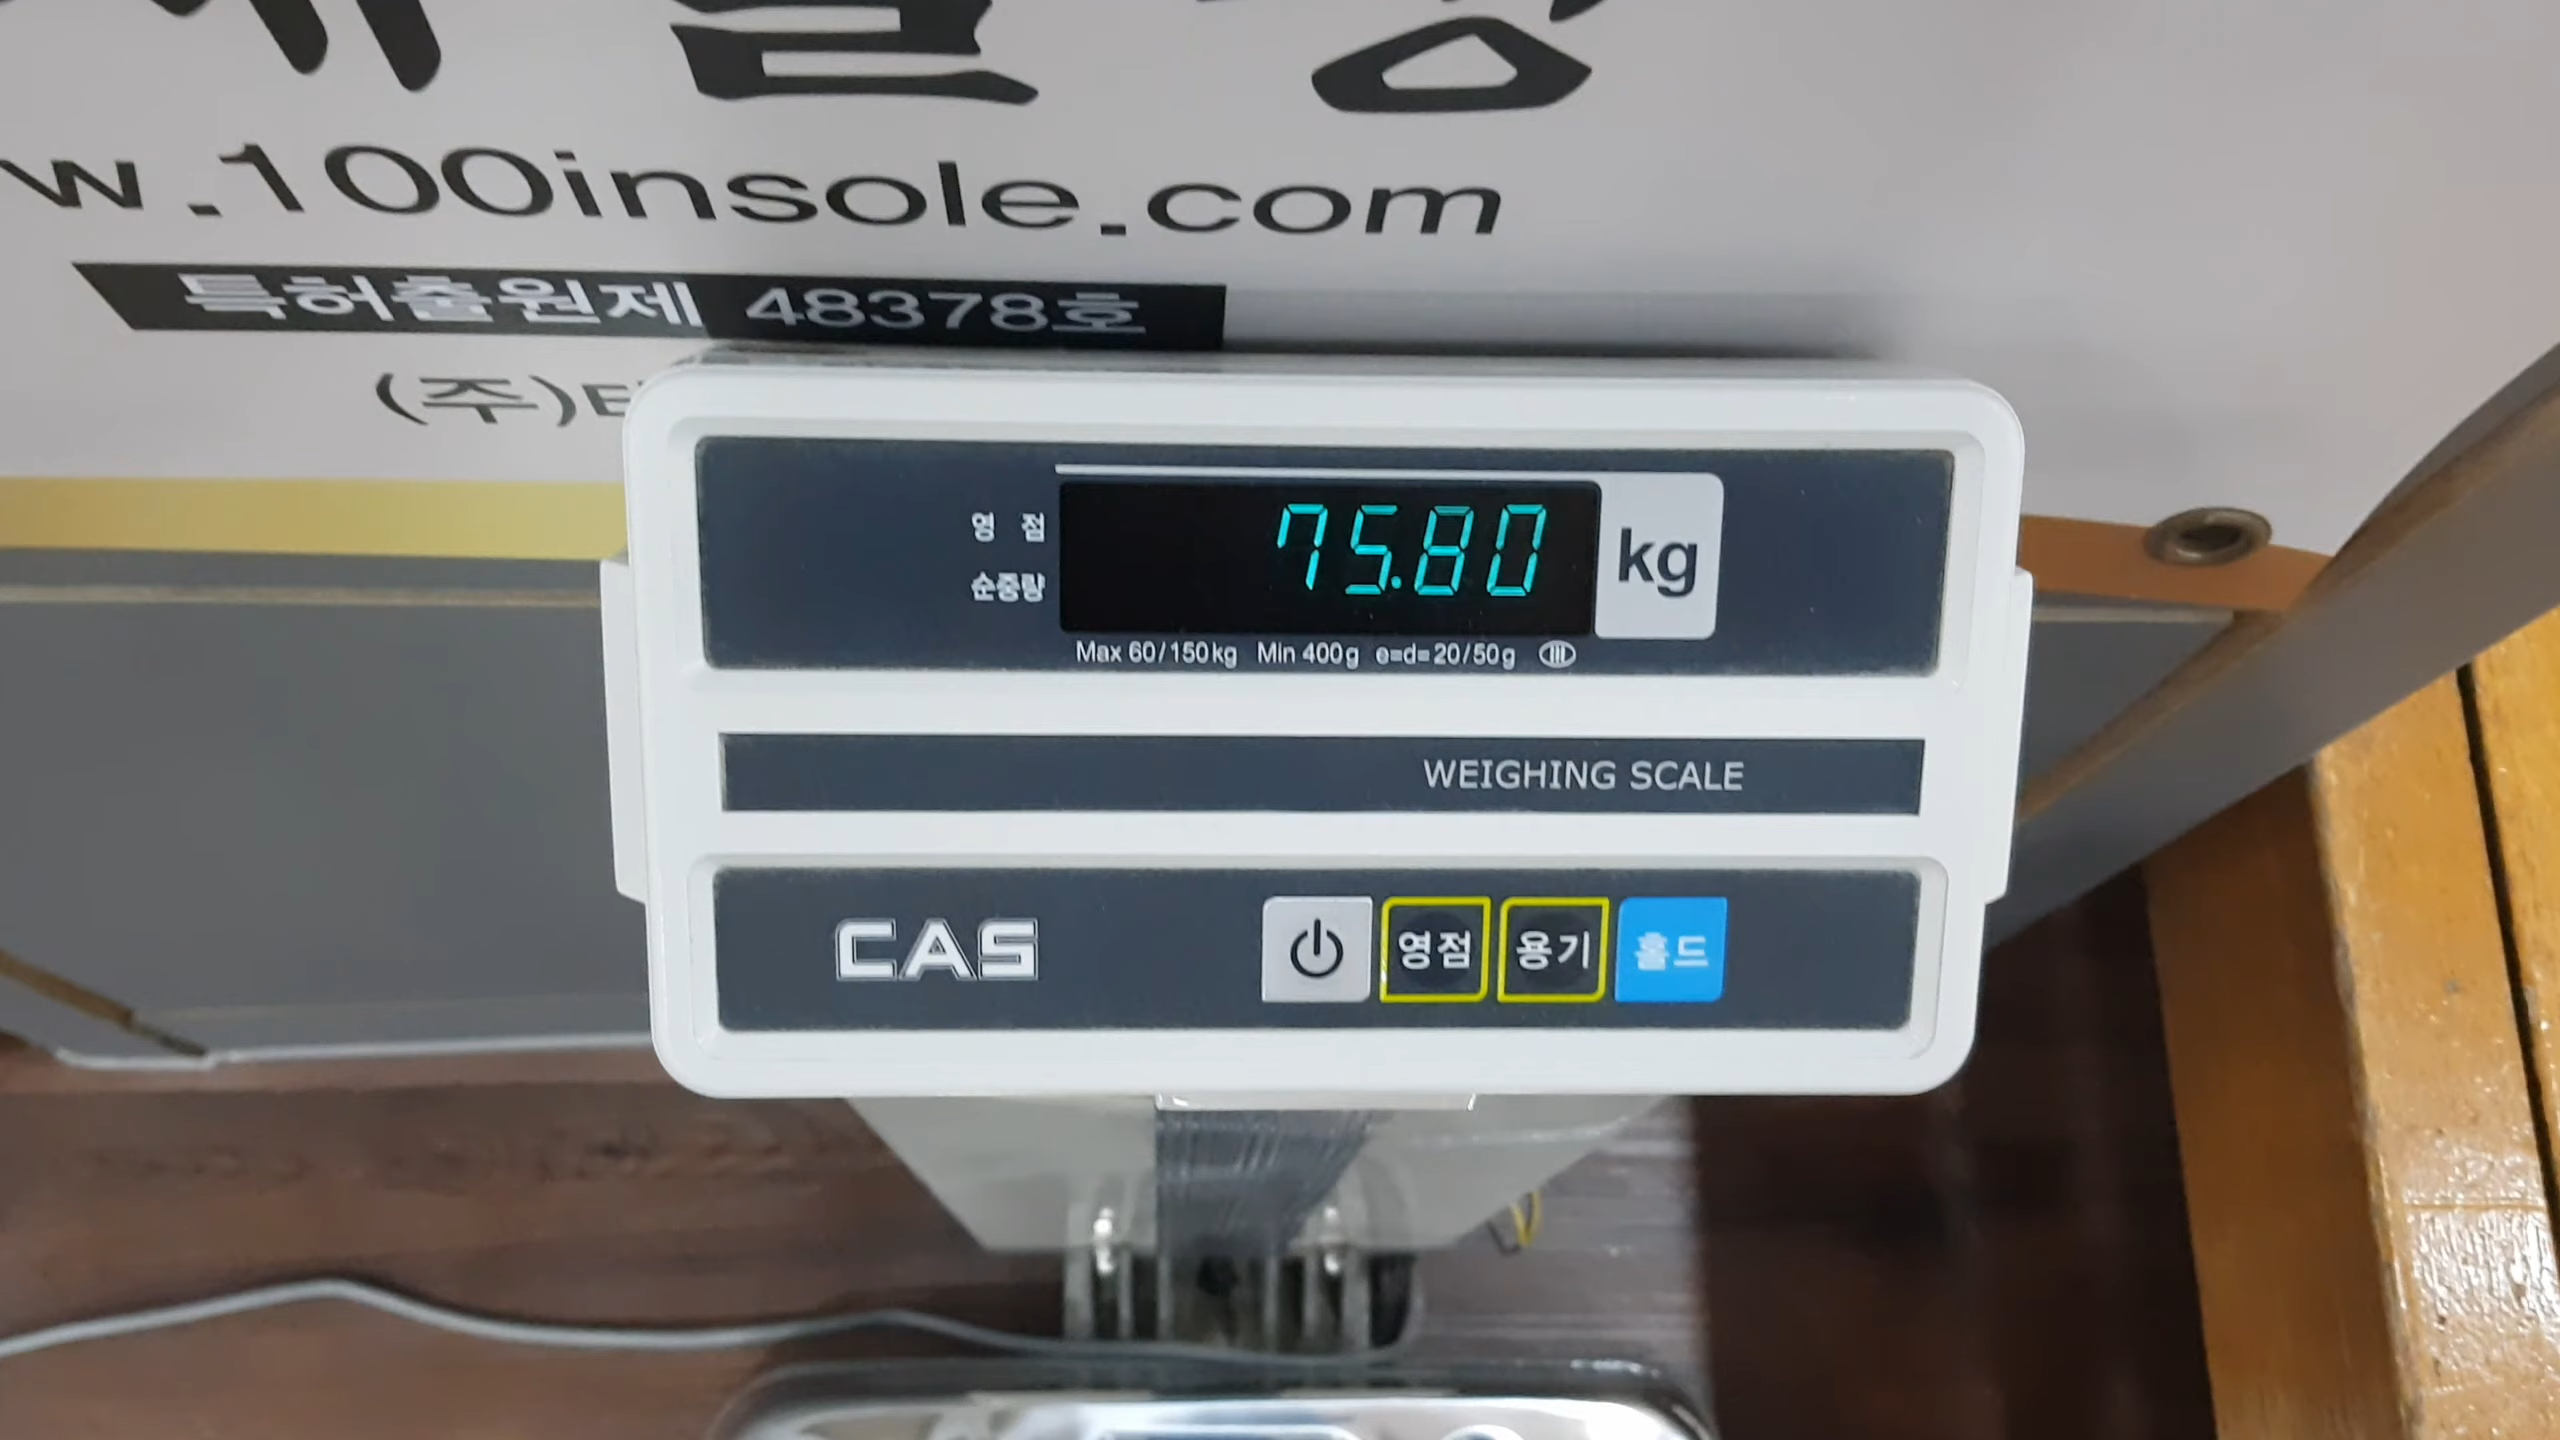 w.100insole.com
특허출원제 48378호
(주)
영 점
순중량
75.80 kg
Max 60/150kg Min 400g e=d=20/50g III
WEIGHING SCALE
CAS
영점 용기 홀드